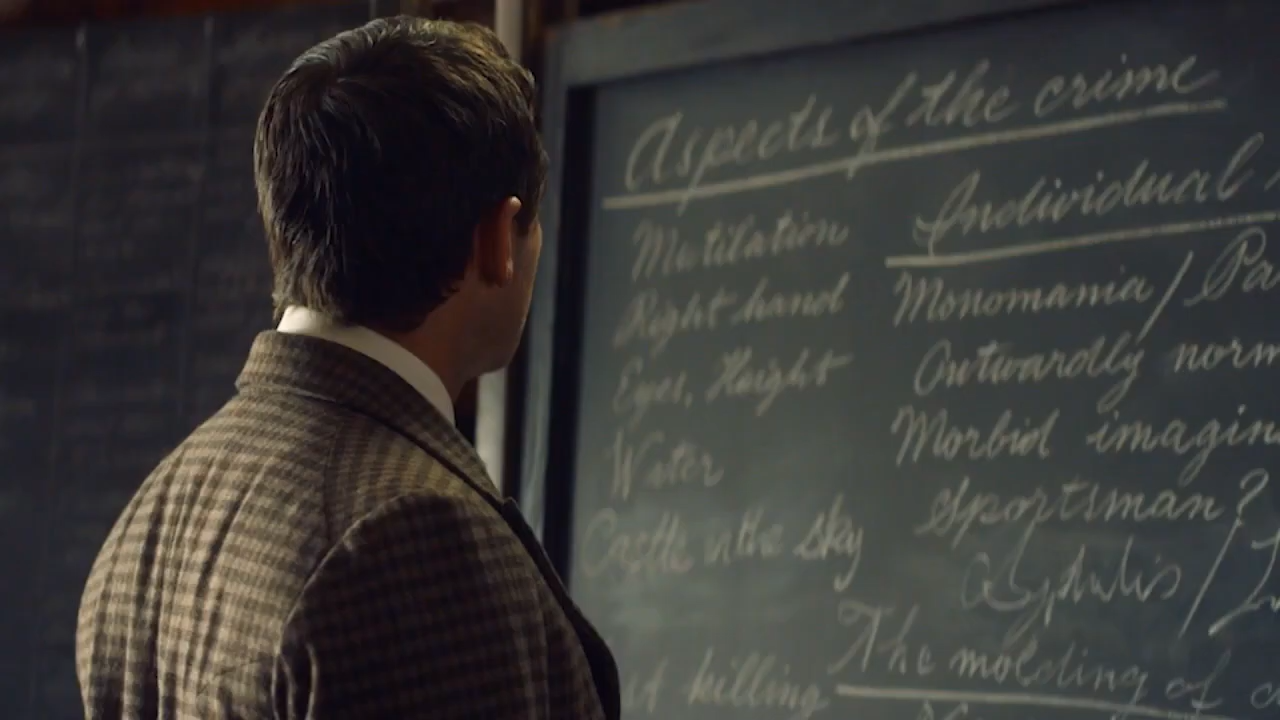 Aspects of the crime
Mutilation
Right hand
Eyes, Height
Water
Castle in the sky
killing
Individual
Monomania / Pa
Outwardly norm
Morbid imagin
Sportsman?
Syphilis /
The molding of